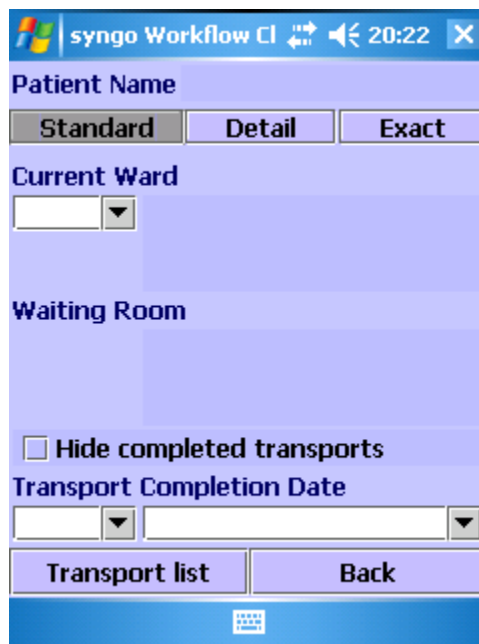 syngo Workflow Cl 20:22
Patient Name
Standard Detail Exact
Current Ward
Waiting Room
Hide completed transports
Transport Completion Date
Transport list Back